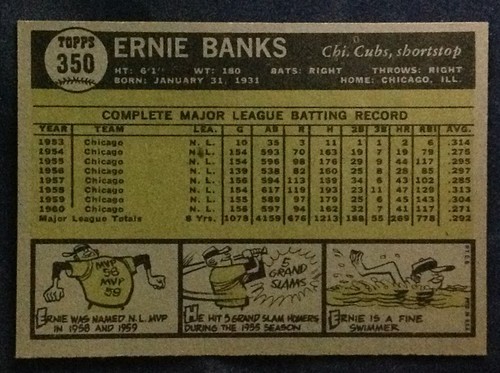 TOPPS
350
ERNIE BANKS
Chi. Cubs, shortstop
HT: 6'1" WT: 180 BATS: RIGHT THROWS: RIGHT
BORN: JANUARY 31, 1931 HOME: CHICAGO, ILL.
COMPLETE MAJOR LEAGUE BATTING RECORD
YEAR TEAM LEA. G AB R H 2B 3B HR RBI AVG.
1953 Chicago N. L. 10 35 3 11 1 1 2 6 .314
1954 Chicago N. L. 154 593 70 163 19 7 19 79 .275
1955 Chicago N. L. 154 596 98 176 29 9 44 117 .295
1956 Chicago N. L. 139 538 82 160 25 8 28 85 .297
1957 Chicago N. L. 156 594 113 169 34 6 43 102 .285
1958 Chicago N. L. 154 617 119 193 23 11 47 129 .313
1959 Chicago N. L. 155 589 97 179 25 6 45 143 .304
1960 Chicago N. L. 156 597 94 162 32 7 41 117 .271
Major League Totals 8 Yrs. 1078 4159 676 1213 188 55 269 778 .292
MVP
58
MVP
59
ERNIE WAS NAMED N.L. MVP
IN 1958 AND 1959
5
GRAND
SLAMS
HE HIT 5 GRAND SLAM HOMERS
DURING THE 1955 SEASON
ERNIE IS A FINE
SWIMMER